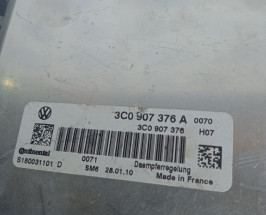 3C0 907 376 A 0070
3C0 907 376 H07
Continental
S180031101 D
0071
SM6 28.01.10
Daempferregelung
Made in France